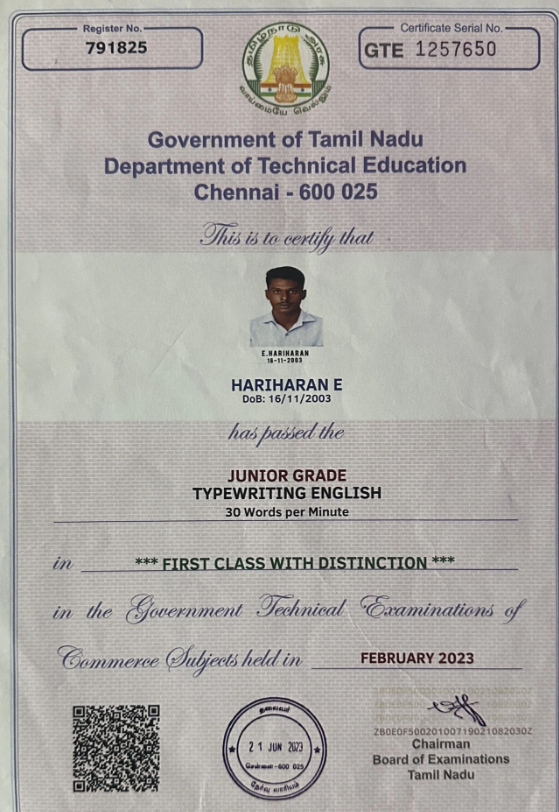 Register No.
791825
Certificate Serial No.
GTE 1257650
தமிழ்நாடு அரசு
வாய்மையே வெல்லும்
Government of Tamil Nadu
Department of Technical Education
Chennai - 600 025
This is to certify that
E.HARIHARAN
16-11-2003
HARIHARAN E
DoB: 16/11/2003
has passed the
JUNIOR GRADE
TYPEWRITING ENGLISH
30 Words per Minute
in *** FIRST CLASS WITH DISTINCTION ***
in the Government Technical Examinations of
Commerce Subjects held in FEBRUARY 2023
தலைவர்
21 JUN 2023
சென்னை-600 025
தேர்வு வாரியம்
Chairman
Board of Examinations
Tamil Nadu